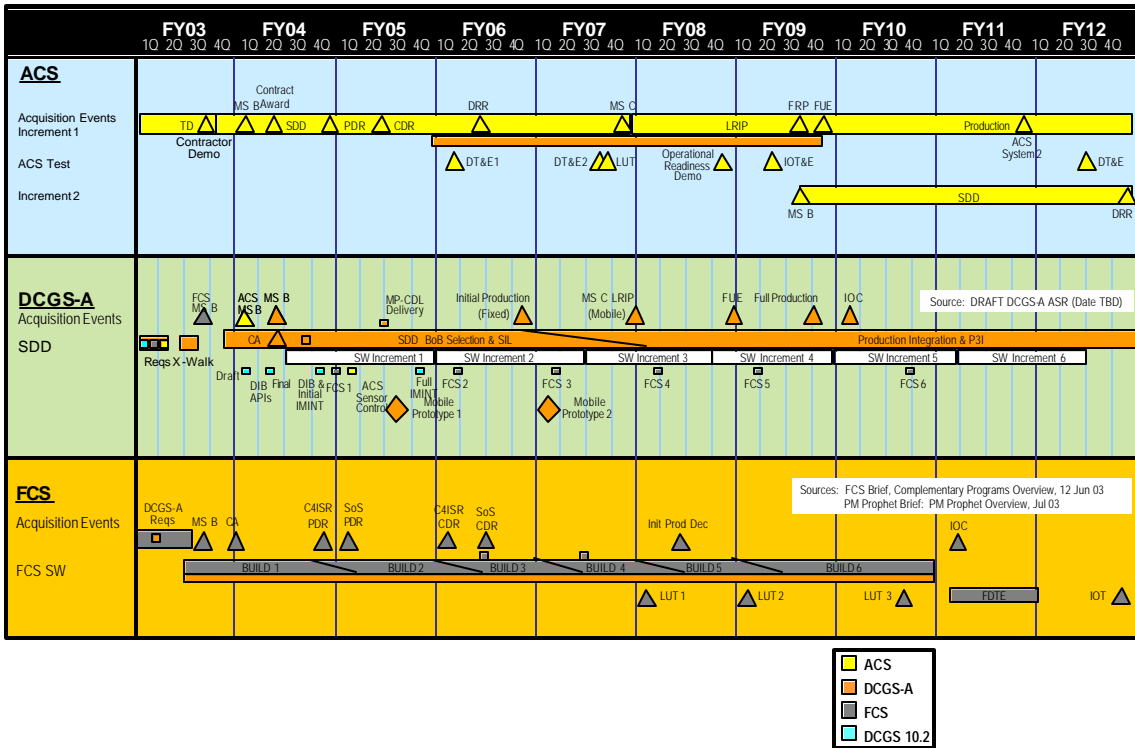 FY03 FY04 FY05 FY06 FY07 FY08 FY09 FY10 FY11 FY12
1Q 2Q 3Q 4Q 1Q 2Q 3Q 4Q 1Q 2Q 3Q 4Q 1Q 2Q 3Q 4Q 1Q 2Q 3Q 4Q 1Q 2Q 3Q 4Q 1Q 2Q 3Q 4Q 1Q 2Q 3Q 4Q 1Q 2Q 3Q 4Q 1Q 2Q 3Q 4Q
ACS
Contract
Award
MS B DRR MS C FRP FUE
Acquisition Events
Increment 1
TD SDD PDR CDR LRIP Production
Contractor
Demo
ACS
System 2
ACS Test
DT&E1 DT&E2 LUT
Operational
Readiness
Demo
IOT&E DT&E
Increment 2
SDD
MS B DRR
DCGS-A
Acquisition Events
FCS
MS B
ACS
MS B
MS B
MP-CDL
Delivery
Initial Production
(Fixed)
MS C LRIP
(Mobile)
FUE Full Production IOC
Source: DRAFT DCGS-A ASR (Date TBD)
SDD
CA SDD BoB Selection & SIL Production Integration & P3I
Reqs X-Walk
SW Increment 1 SW Increment 2 SW Increment 3 SW Increment 4 SW Increment 5 SW Increment 6
Draft
DIB
APIs
Final
DIB &
Initial
IMINT
FCS 1
ACS
Sensor
Control
Full
IMINT
FCS 2 FCS 3 FCS 4 FCS 5 FCS 6
Mobile
Prototype 1
Mobile
Prototype 2
FCS
Sources: FCS Brief, Complementary Programs Overview, 12 Jun 03
PM Prophet Brief: PM Prophet Overview, Jul 03
Acquisition Events
DCGS-A
Reqs
MS B CA
C4ISR
PDR
SoS
PDR
C4ISR
CDR
SoS
CDR
Init Prod Dec IOC
FCS SW
BUILD 1 BUILD 2 BUILD 3 BUILD 4 BUILD 5 BUILD 6
LUT 1 LUT 2 LUT 3 FDTE IOT
ACS
DCGS-A
FCS
DCGS 10.2